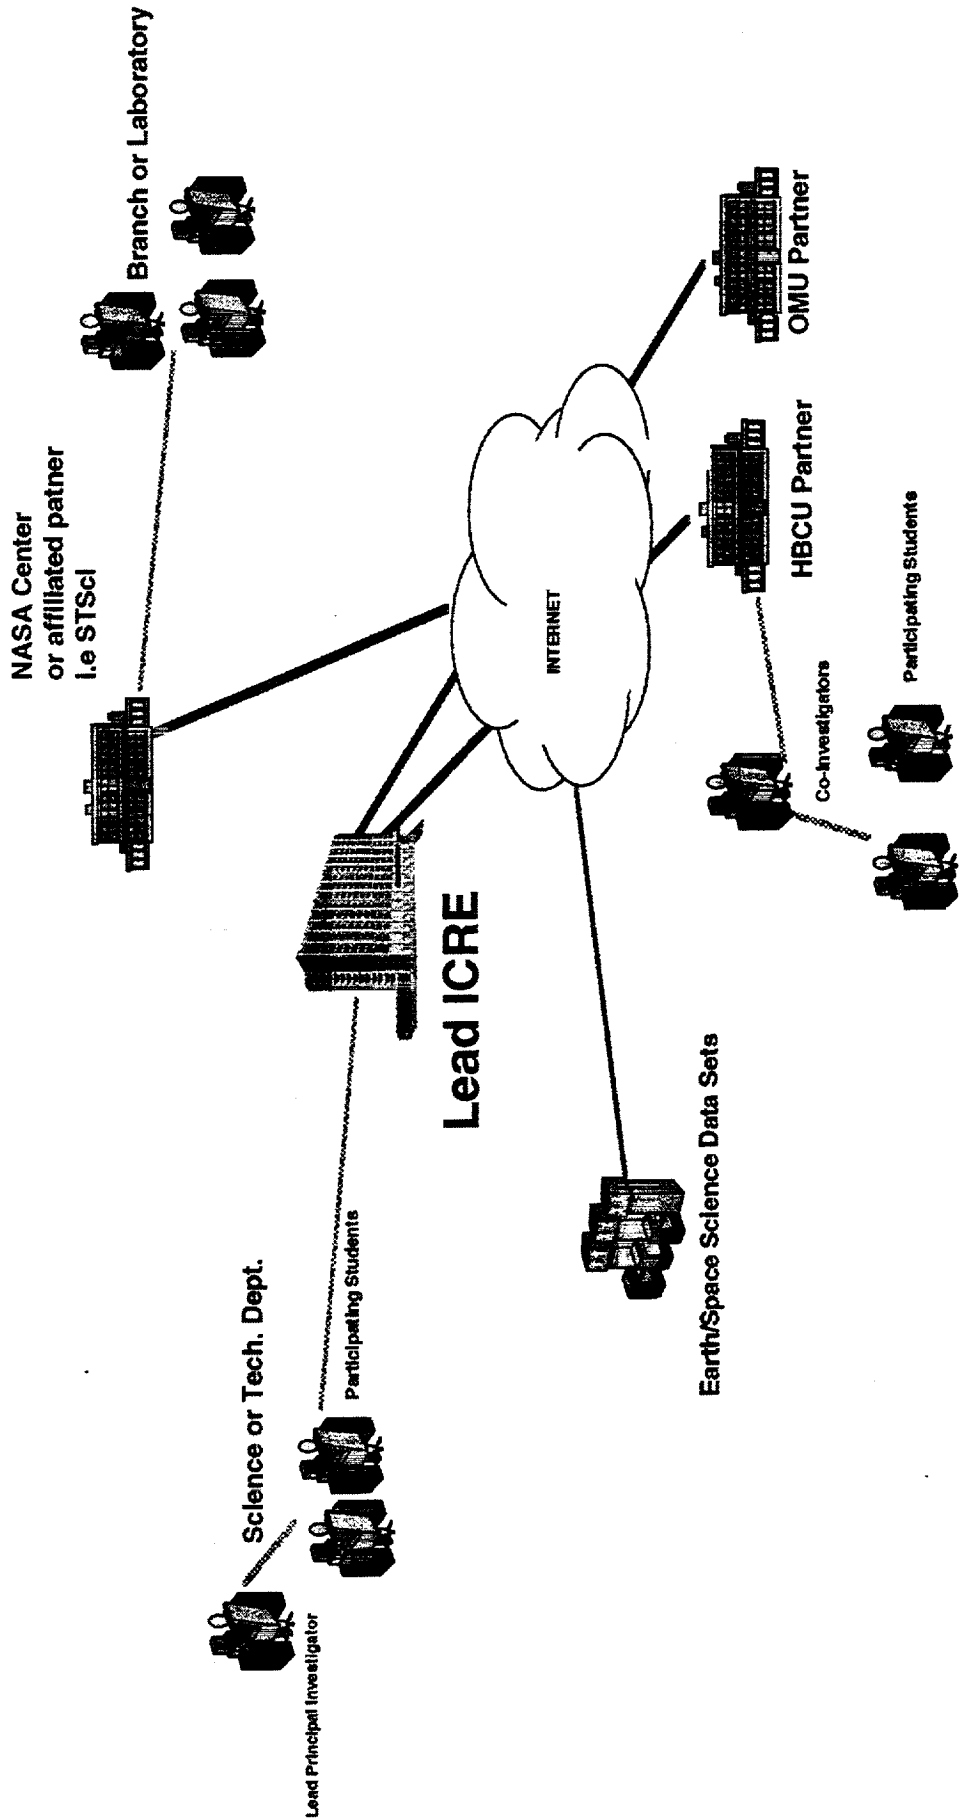 NASA Center
or affiliated patner
i.e STScI
Branch or Laboratory
Science or Tech. Dept.
Lead Principal Investigator
Participating Students
Lead ICRE
INTERNET
Earth/Space Science Data Sets
HBCU Partner
OMU Partner
Co-Investigators
Participating Students